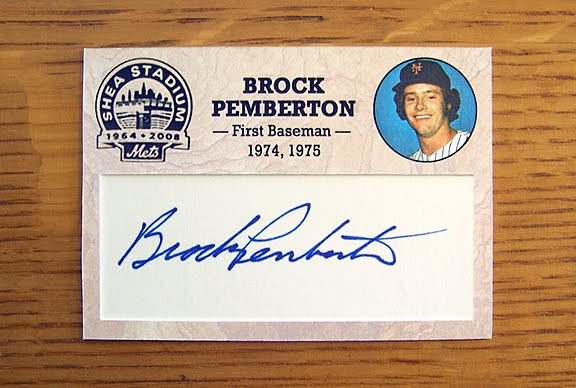 SHEA STADIUM
1964 • 2008
Mets
BROCK
PEMBERTON
— First Baseman —
1974, 1975
Brock Pemberton